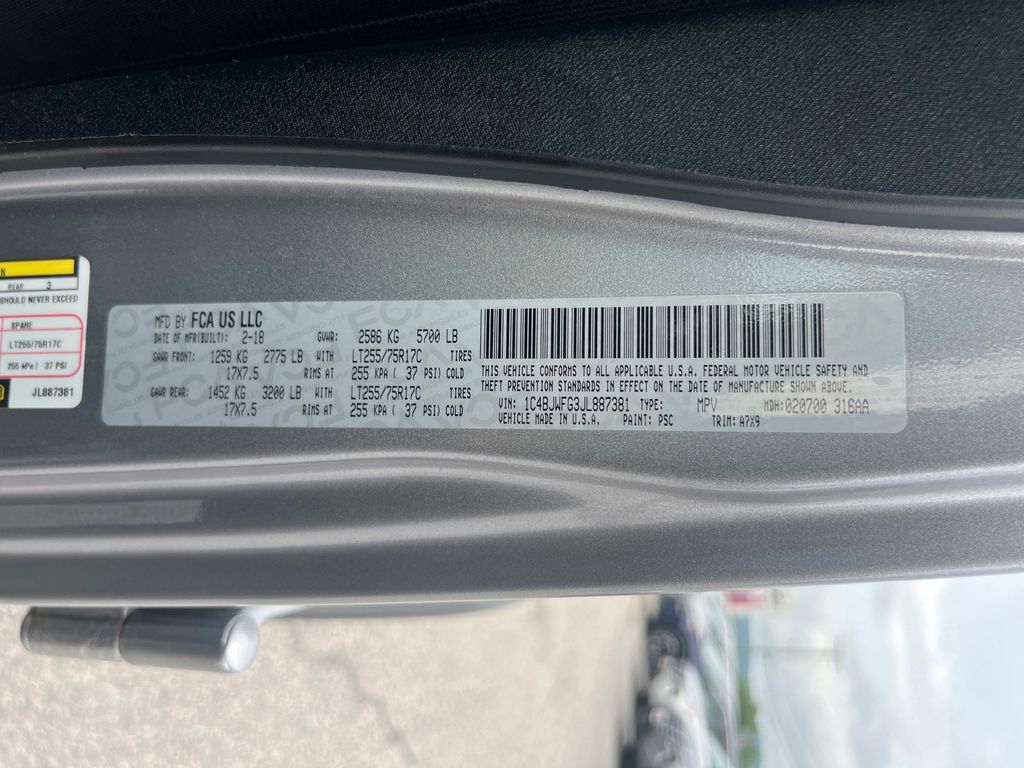 N
REAR 3
SHOULD NEVER EXCEED
SPARE
LT255/75R17C
255 kPa / 37 PSI
JL887381
MFD BY FCA US LLC
DATE OF MFR(BUILT): 2-18 GVWR: 2586 KG 5700 LB
GAWR FRONT: 1259 KG 2775 LB WITH LT255/75R17C TIRES
17X7.5 RIMS AT 255 KPA ( 37 PSI) COLD
GAWR REAR: 1452 KG 3200 LB WITH LT255/75R17C TIRES
17X7.5 RIMS AT 255 KPA ( 37 PSI) COLD
THIS VEHICLE CONFORMS TO ALL APPLICABLE U.S.A. FEDERAL MOTOR VEHICLE SAFETY AND
THEFT PREVENTION STANDARDS IN EFFECT ON THE DATE OF MANUFACTURE SHOWN ABOVE.
VIN: 1C4BJWFG3JL887381 TYPE: MPV MDH:020700 316AA
VEHICLE MADE IN U.S.A. PAINT: PSC TRIM: A7X9